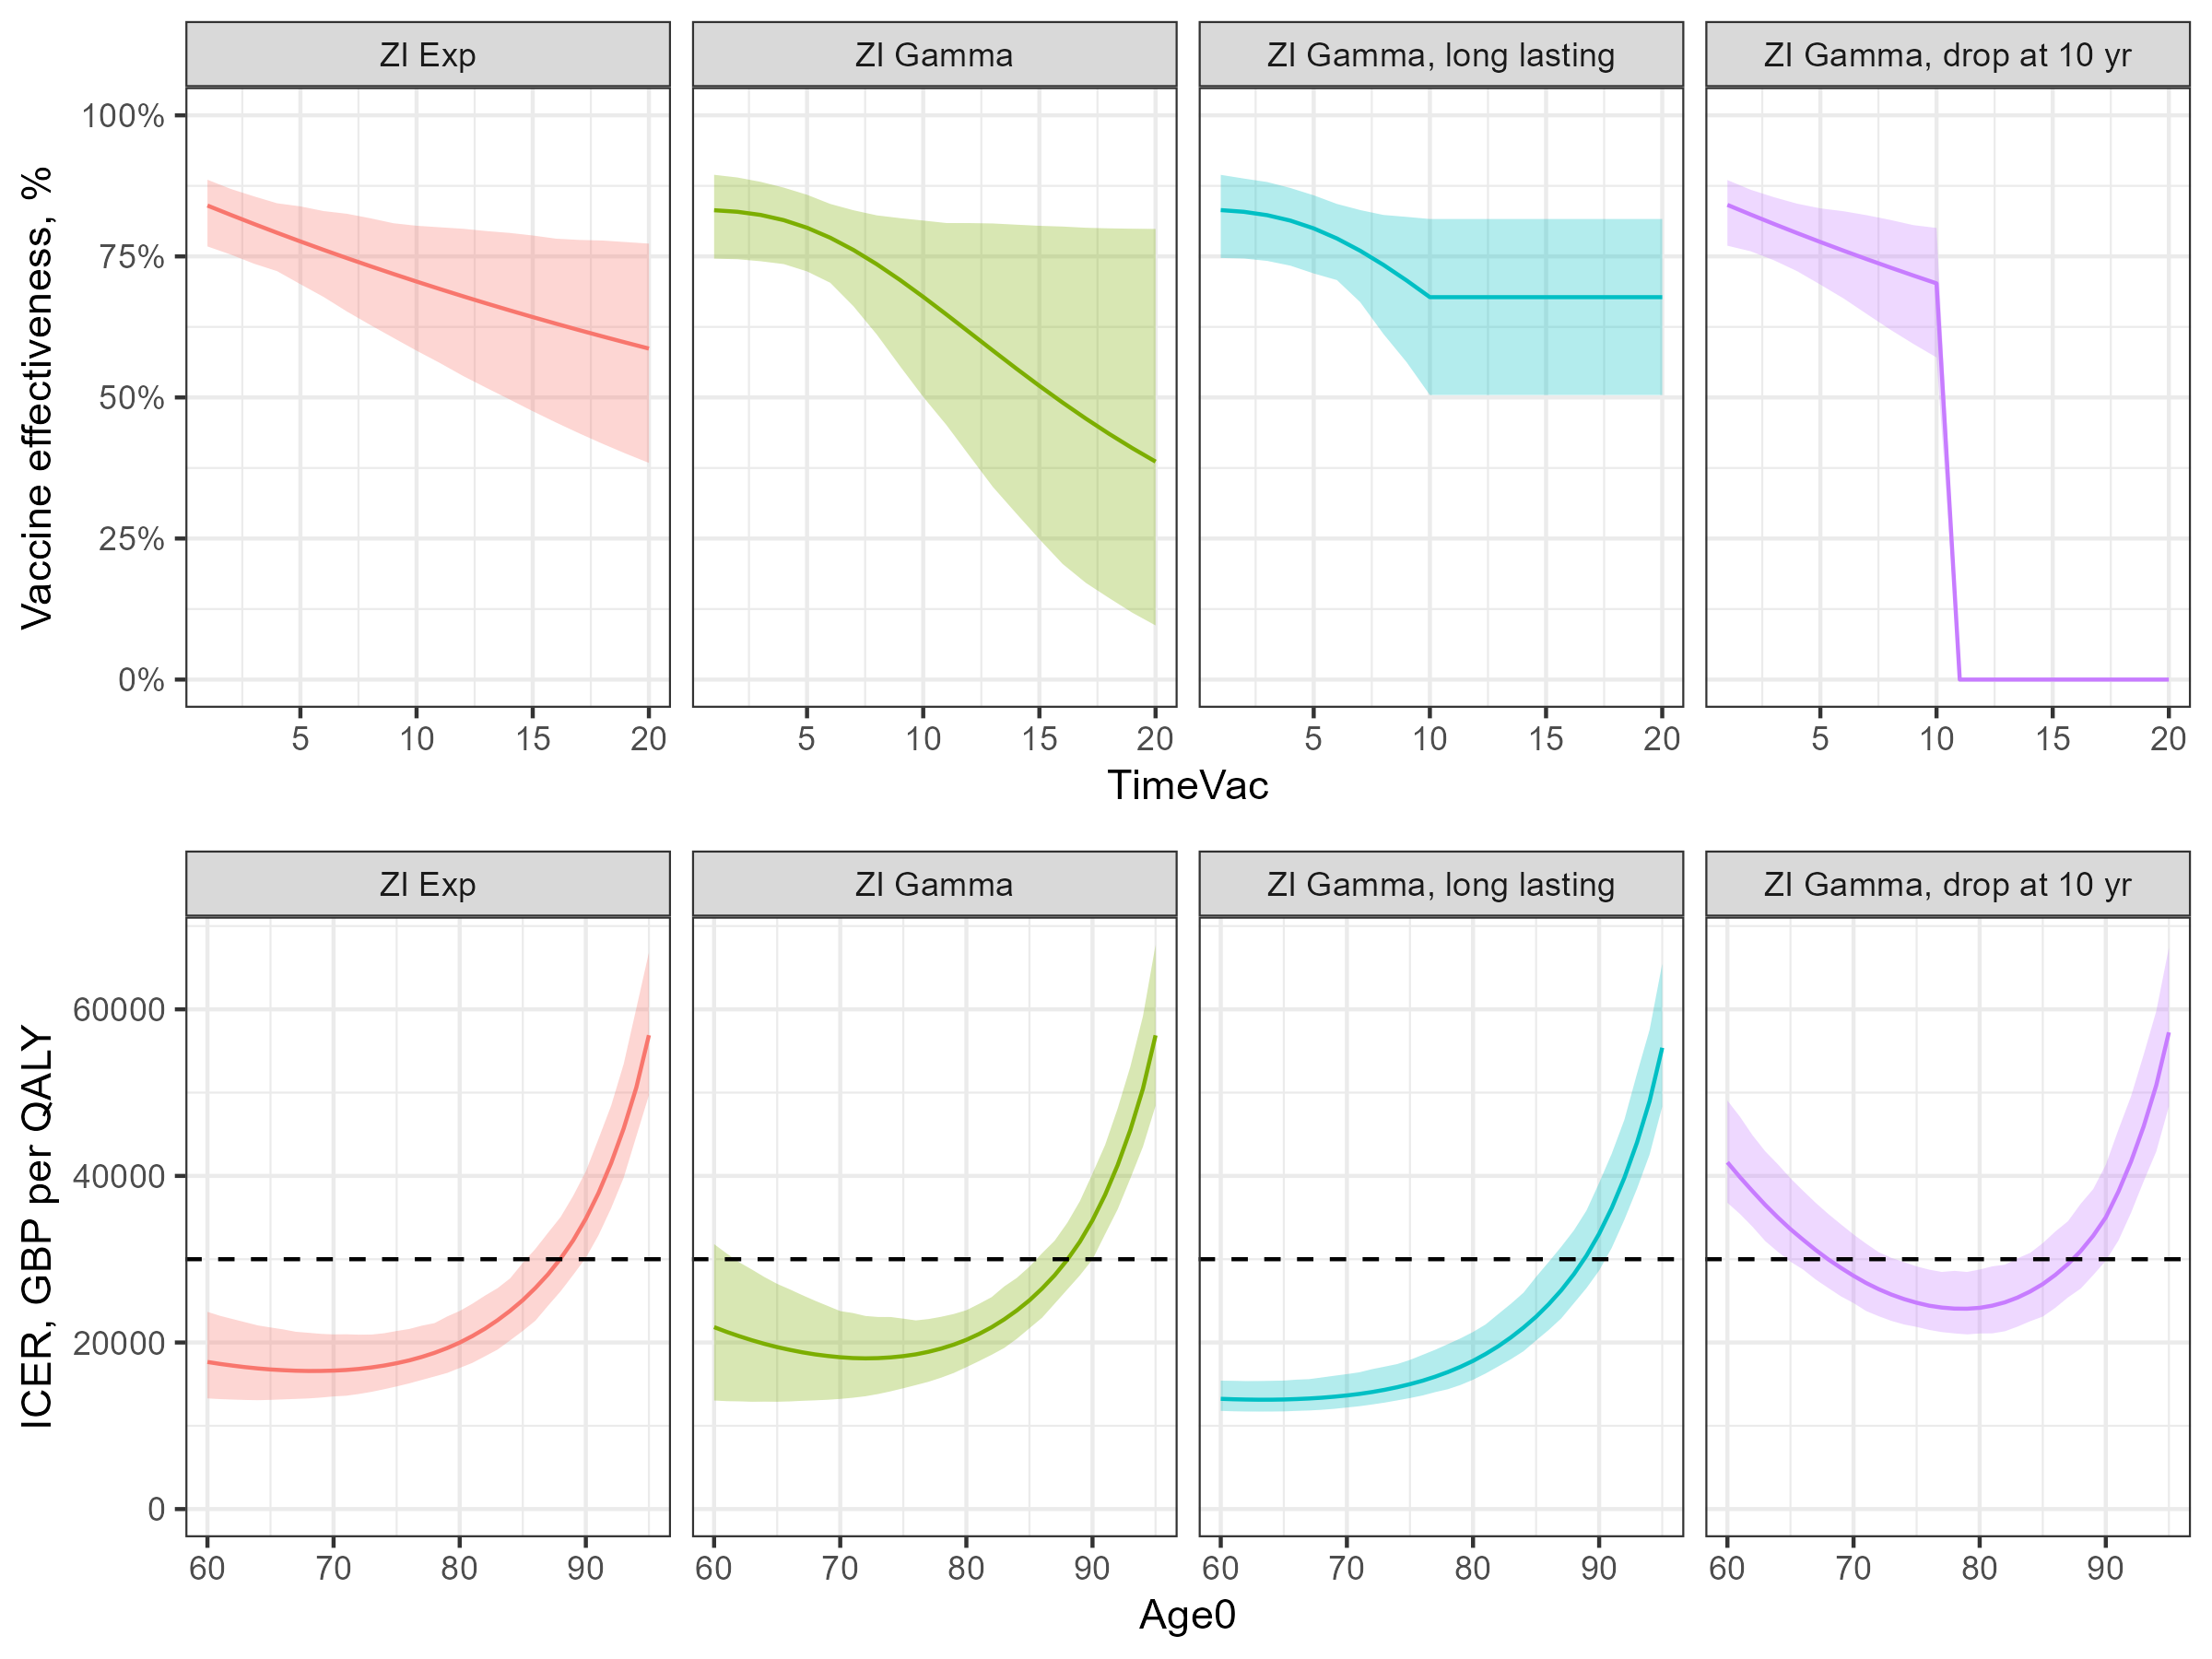 ZI Exp
ZI Gamma
ZI Gamma, long lasting
ZI Gamma, drop at 10 yr
Vaccine effectiveness, %
100%
75%
50%
25%
0%
5 10 15 20
5 10 15 20
5 10 15 20
5 10 15 20
TimeVac
ZI Exp
ZI Gamma
ZI Gamma, long lasting
ZI Gamma, drop at 10 yr
ICER, GBP per QALY
60000
40000
20000
0
60 70 80 90
60 70 80 90
60 70 80 90
60 70 80 90
Age0